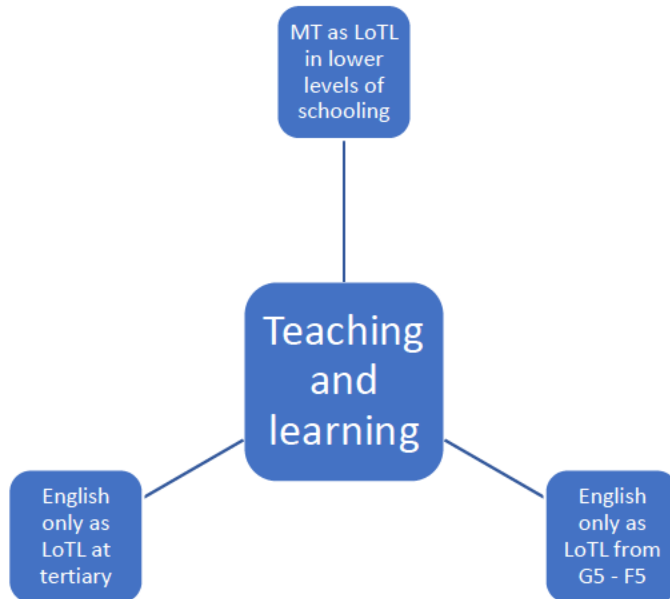 MT as LoTL
in lower
levels of
schooling
Teaching
and
learning
English
only as
LoTL at
tertiary
English
only as
LoTL from
G5 - F5